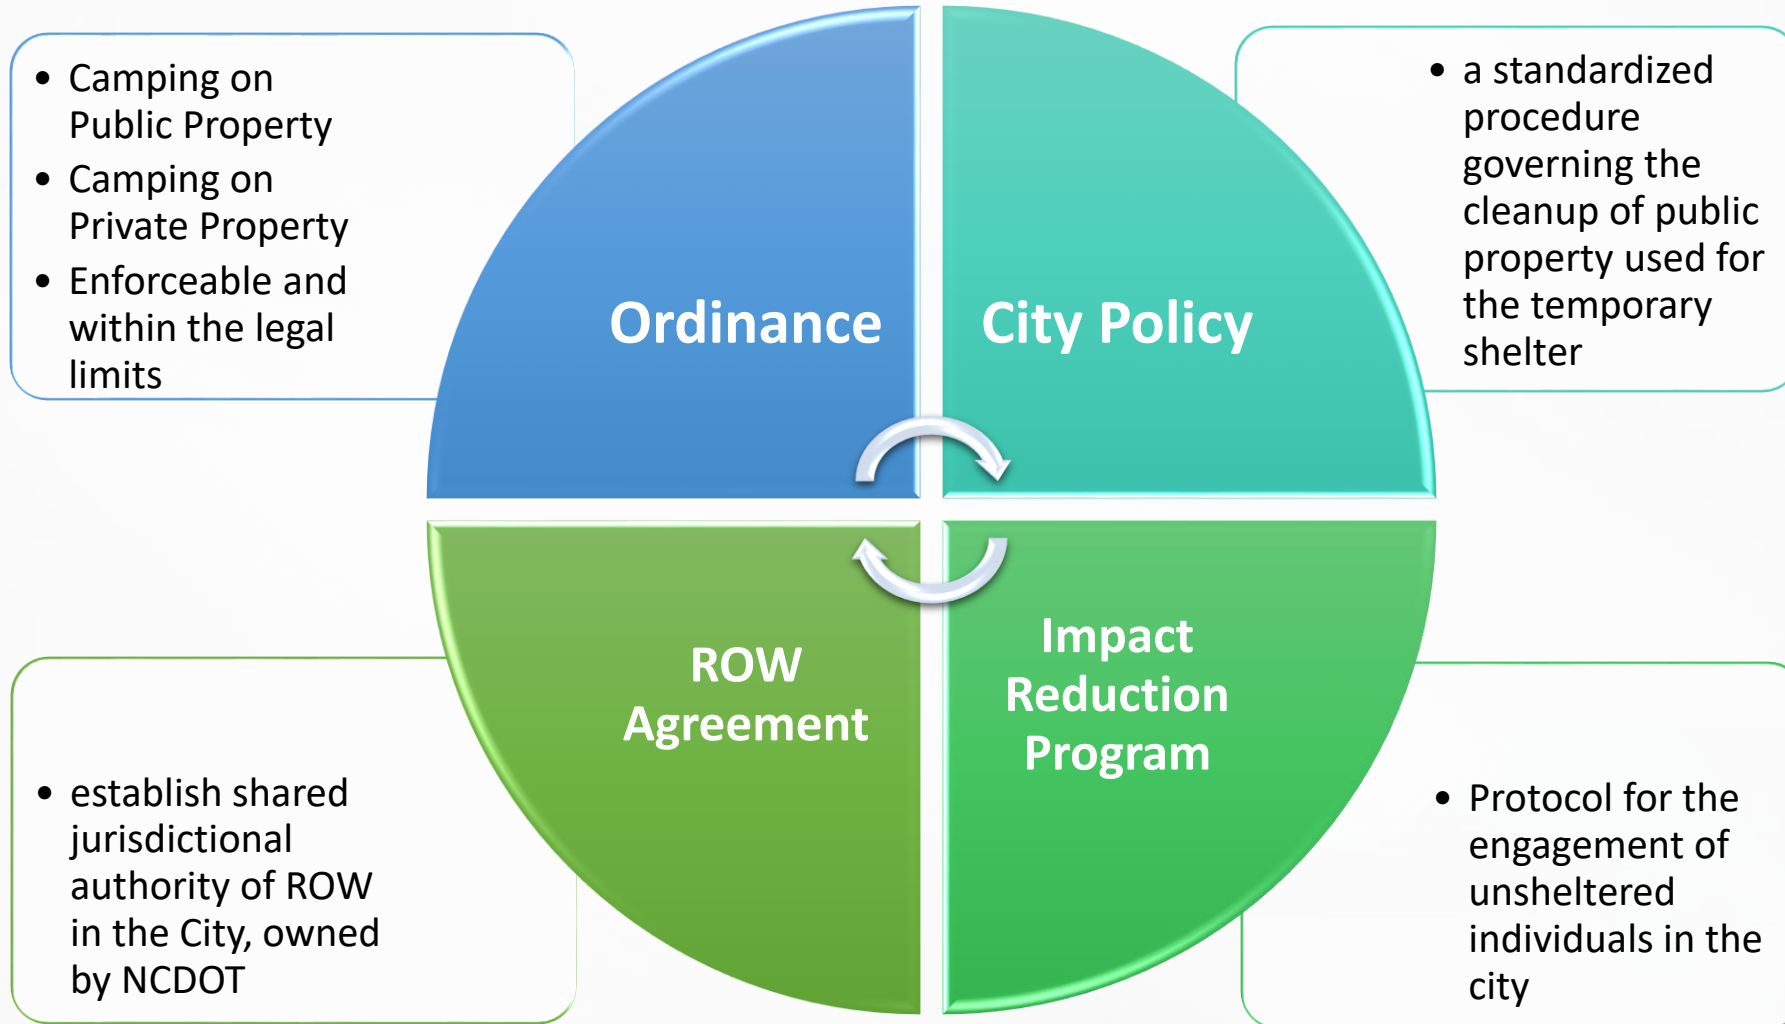 • Camping on
Public Property
• Camping on
Private Property
• Enforceable and
within the legal
limits
Ordinance
City Policy
• a standardized
procedure
governing the
cleanup of public
property used for
the temporary
shelter
ROW
Agreement
• establish shared
jurisdictional
authority of ROW
in the City, owned
by NCDOT
Impact
Reduction
Program
• Protocol for the
engagement of
unsheltered
individuals in the
city